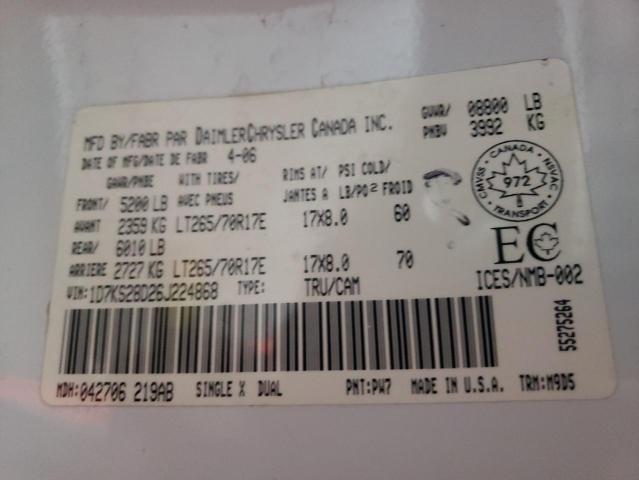 MFD BY/FABR PAR DAIMLERCHRYSLER CANADA INC. GVWR/ 08800 LB
DATE OF MFG/DATE DE FABR 4-06 PNBV 3992 KG
GAWR/PNBE WITH TIRES/ RIMS AT/ PSI COLD/
FRONT/ 5200 LB AVEC PNEUS JANTES A LB/PO² FROID
AVANT 2359 KG LT265/70R17E 17X8.0 60
REAR/ 6010 LB
ARRIERE 2727 KG LT265/70R17E 17X8.0 70
VIN: 1D7KS28D26J224868 TYPE: TRU/CAM
CANADA
CMVSS 972 NSVAC
TRANSPORT
EC
ICES/NMB-002
55275264
MDH: 042706 219AB SINGLE X DUAL PNT: PW7 MADE IN U.S.A. TRM: M9D5